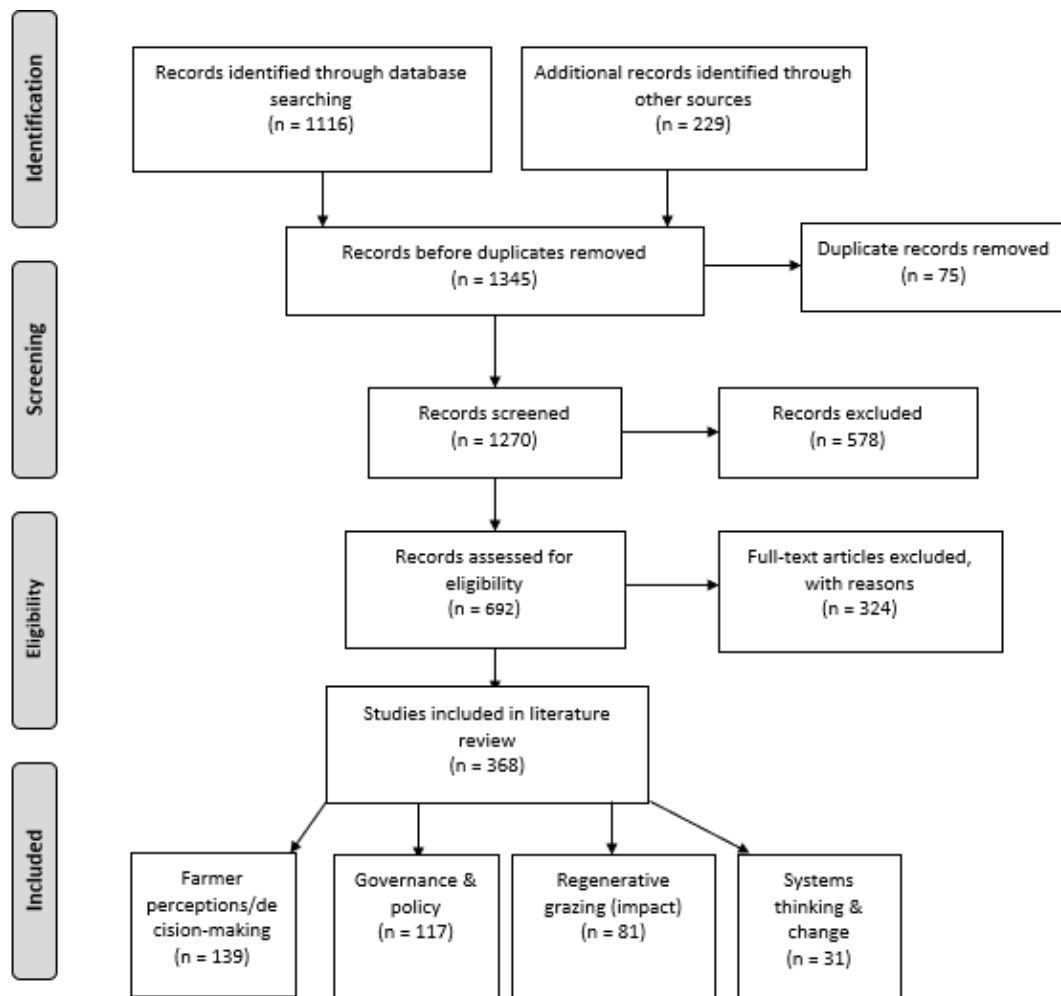 Identification
Records identified through database
searching
(n = 1116)
Additional records identified through
other sources
(n = 229)
Records before duplicates removed
(n = 1345)
Duplicate records removed
(n = 75)
Screening
Records screened
(n = 1270)
Records excluded
(n = 578)
Eligibility
Records assessed for
eligibility
(n = 692)
Full-text articles excluded,
with reasons
(n = 324)
Studies included in literature
review
(n = 368)
Included
Farmer
perceptions/de
cision-making
(n = 139)
Governance &
policy
(n = 117)
Regenerative
grazing (impact)
(n = 81)
Systems
thinking &
change
(n = 31)